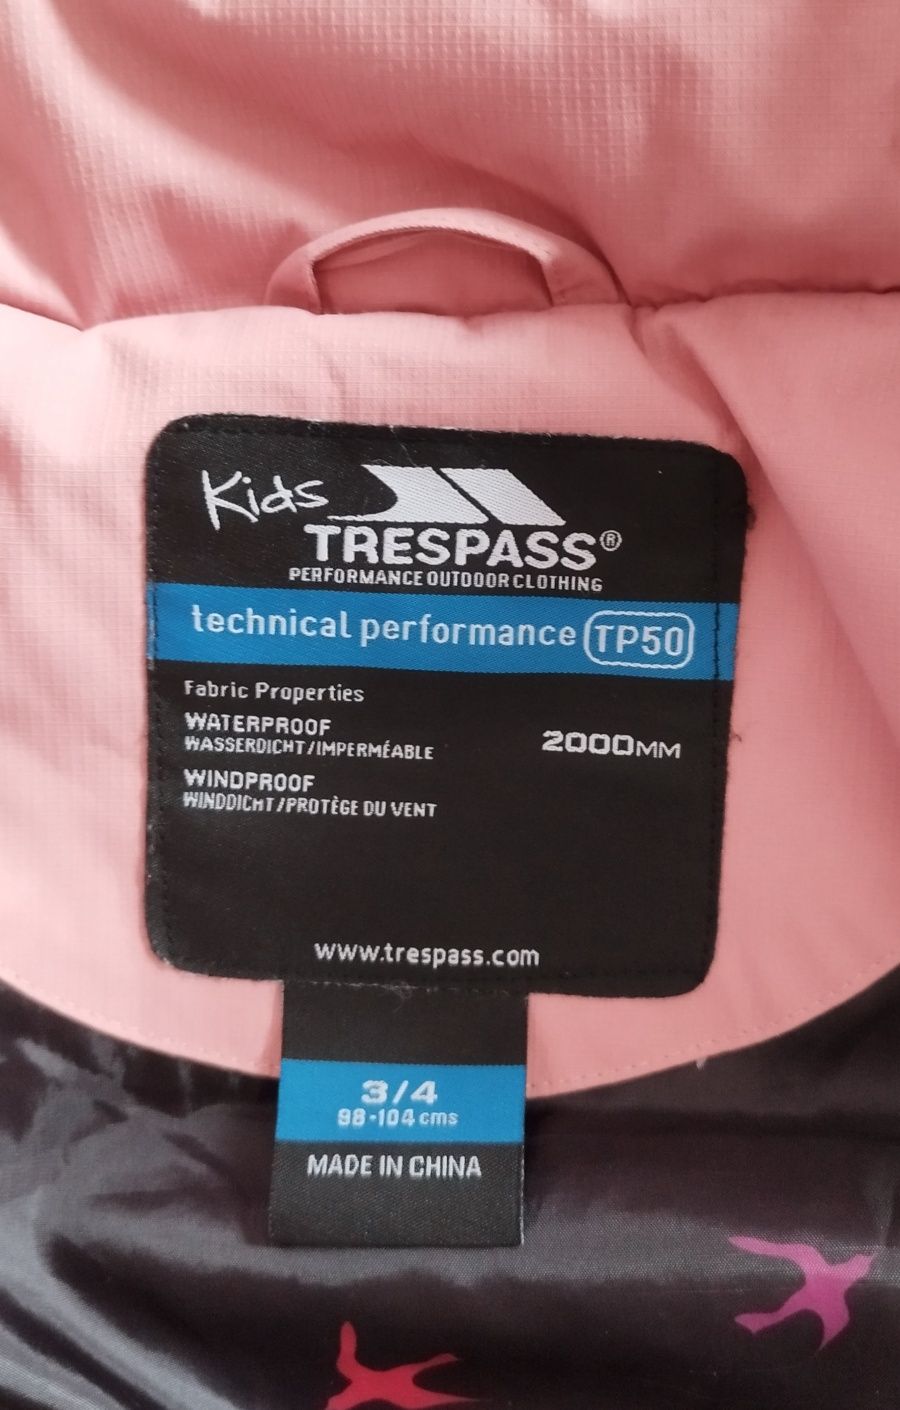 Kids
TRESPASS®
PERFORMANCE OUTDOOR CLOTHING
technical performance TP50
Fabric Properties
WATERPROOF
WASSERDICHT/IMPERMÉABLE 2000MM
WINDPROOF
WINDDICHT/PROTÈGE DU VENT
www.trespass.com
3/4
98-104 cms
MADE IN CHINA